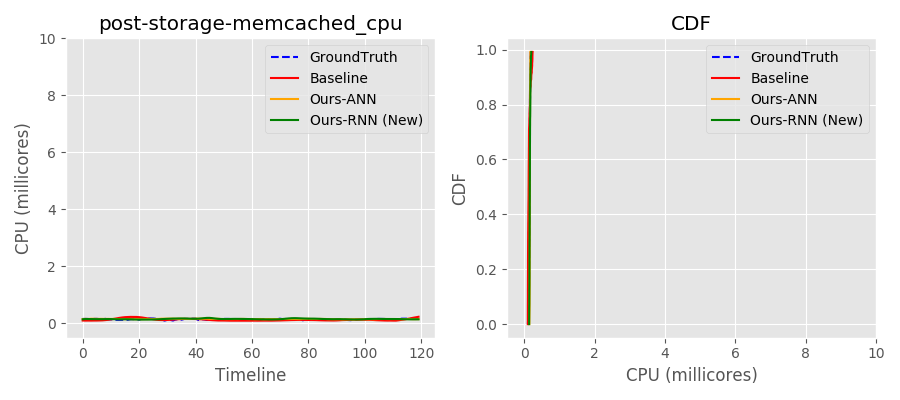 post-storage-memcached_cpu
10
8
6
4
2
0
CPU (millicores)
0 20 40 60 80 100 120
Timeline
GroundTruth
Baseline
Ours-ANN
Ours-RNN (New)
CDF
1.0
0.8
0.6
0.4
0.2
0.0
CDF
0 2 4 6 8 10
CPU (millicores)
GroundTruth
Baseline
Ours-ANN
Ours-RNN (New)